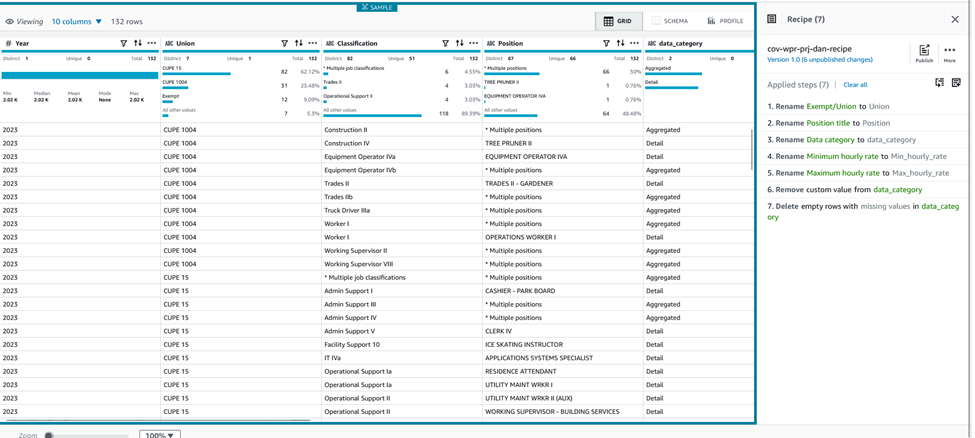 SAMPLE
Viewing 10 columns 132 rows GRID SCHEMA PROFILE
# Year ABC Union ABC Classification ABC Position ABC data_category
Distinct 1 Unique 0 Total 132 Distinct 7 Unique 1 Total 132 Distinct 82 Unique 51 Total 132 Distinct 67 Unique 66 Total 132 Distinct 2 Unique 0
CUPE 15 82 62.12% * Multiple job classifications 6 4.55% * Multiple positions 66 50% Aggregated
CUPE 1004 31 23.48% Trades II 4 3.03% TREE PRUNER II 1 0.76% Detail
Min Median Mean Mode Max
2.02 K 2.02 K 2.02 K None 2.02 K
Exempt 12 9.09% Operational Support II 4 3.03% EQUIPMENT OPERATOR IVA 1 0.76%
All other values 7 5.3% All other values 118 89.39% All other values 64 48.48%
2023 CUPE 1004 Construction II * Multiple positions Aggregated
2023 CUPE 1004 Construction IV TREE PRUNER II Detail
2023 CUPE 1004 Equipment Operator IVa EQUIPMENT OPERATOR IVA Detail
2023 CUPE 1004 Equipment Operator IVb * Multiple positions Aggregated
2023 CUPE 1004 Trades II TRADES II - GARDENER Detail
2023 CUPE 1004 Trades IIb * Multiple positions Aggregated
2023 CUPE 1004 Truck Driver IIIa * Multiple positions Aggregated
2023 CUPE 1004 Worker I * Multiple positions Aggregated
2023 CUPE 1004 Worker I OPERATIONS WORKER I Detail
2023 CUPE 1004 Working Supervisor II * Multiple positions Aggregated
2023 CUPE 1004 Working Supervisor VIII * Multiple positions Aggregated
2023 CUPE 15 * Multiple job classifications * Multiple positions Aggregated
2023 CUPE 15 Admin Support I CASHIER - PARK BOARD Detail
2023 CUPE 15 Admin Support III * Multiple positions Aggregated
2023 CUPE 15 Admin Support IV * Multiple positions Aggregated
2023 CUPE 15 Admin Support V CLERK IV Detail
2023 CUPE 15 Facility Support 10 ICE SKATING INSTRUCTOR Detail
2023 CUPE 15 IT IVa APPLICATIONS SYSTEMS SPECIALIST Detail
2023 CUPE 15 Operational Support Ia RESIDENCE ATTENDANT Detail
2023 CUPE 15 Operational Support Ia UTILITY MAINT WRKR I Detail
2023 CUPE 15 Operational Support II UTILITY MAINT WRKR II (AUX) Detail
2023 CUPE 15 Operational Support II WORKING SUPERVISOR - BUILDING SERVICES Detail
Zoom 100%
Recipe (7)
cov-wpr-prj-dan-recipe
Version 1.0 (6 unpublished changes)
Publish More
Applied steps (7) Clear all
1. Rename Exempt/Union to Union
2. Rename Position title to Position
3. Rename Data category to data_category
4. Rename Minimum hourly rate to Min_hourly_rate
5. Rename Maximum hourly rate to Max_hourly_rate
6. Remove custom value from data_category
7. Delete empty rows with missing values in data_categ
ory